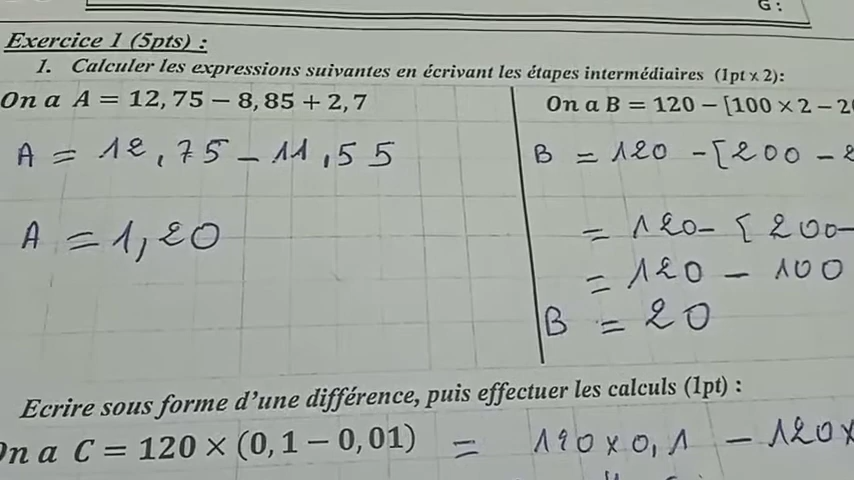 G :
Exercice 1 (5pts) :
1. Calculer les expressions suivantes en écrivant les étapes intermédiaires (1pt x 2):
On a A = 12,75 − 8,85 + 2,7
A = 12,75 − 11,55
A = 1,20
On a B = 120 − [100 × 2 − 20
B = 120 − [200 − 2
= 120 − [200 −
= 120 − 100
B = 20
Ecrire sous forme d'une différence, puis effectuer les calculs (1pt) :
On a C = 120 × (0,1 − 0,01) = 120 × 0,1 − 120 ×